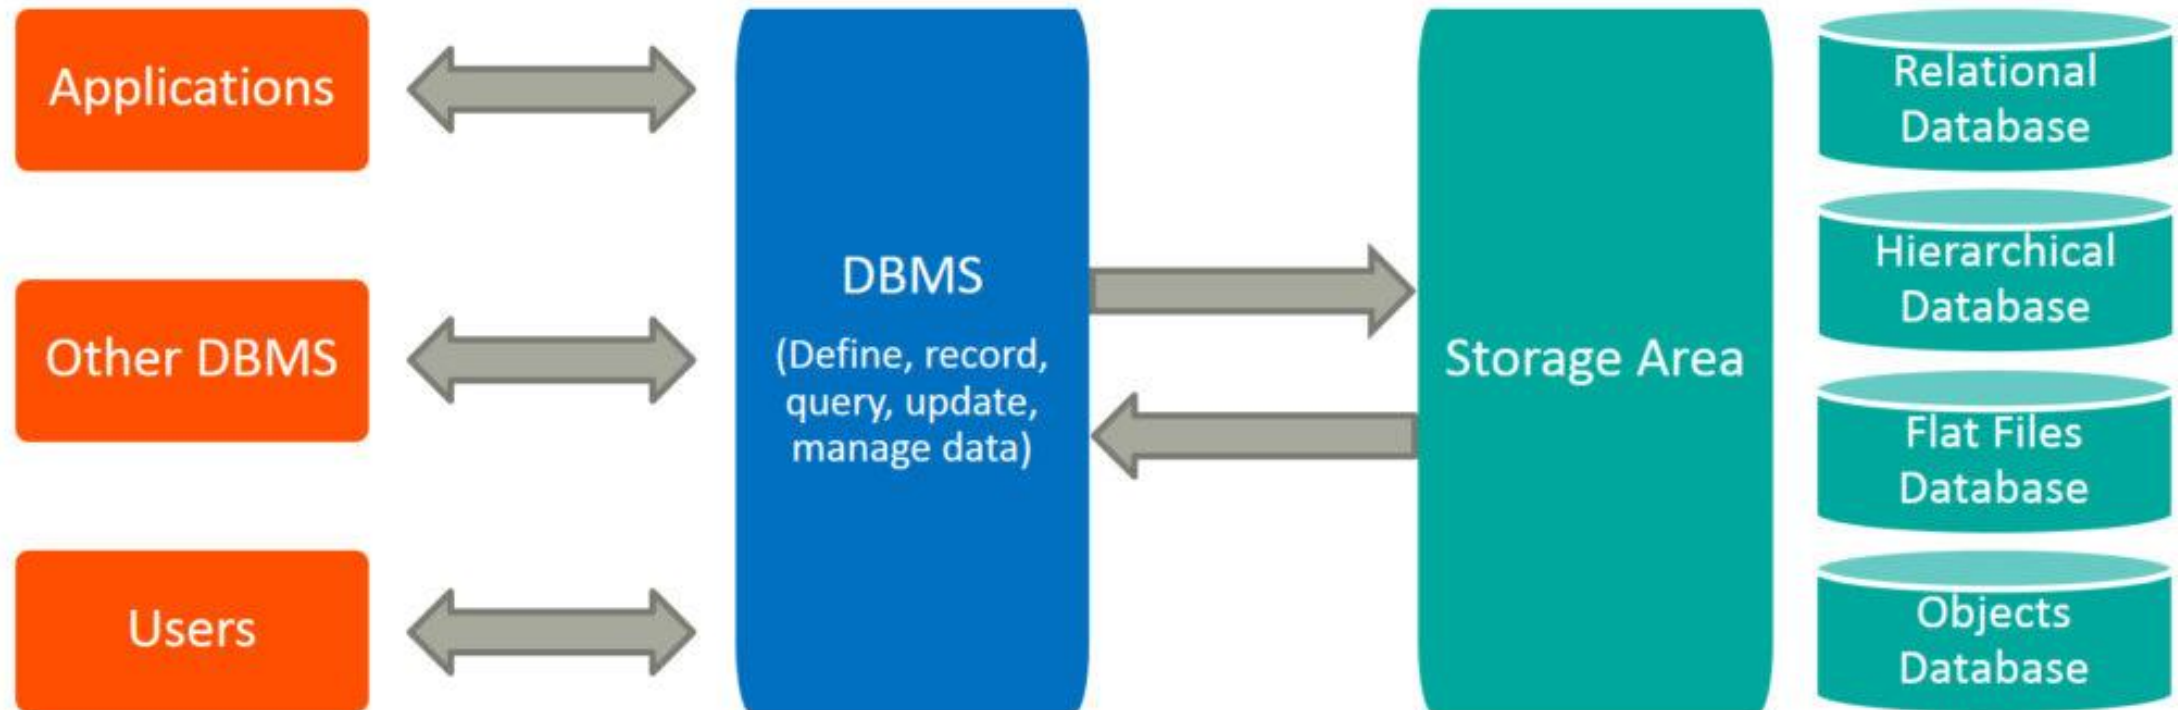 Applications
Other DBMS
Users
DBMS
(Define, record,
query, update,
manage data)
Storage Area
Relational
Database
Hierarchical
Database
Flat Files
Database
Objects
Database